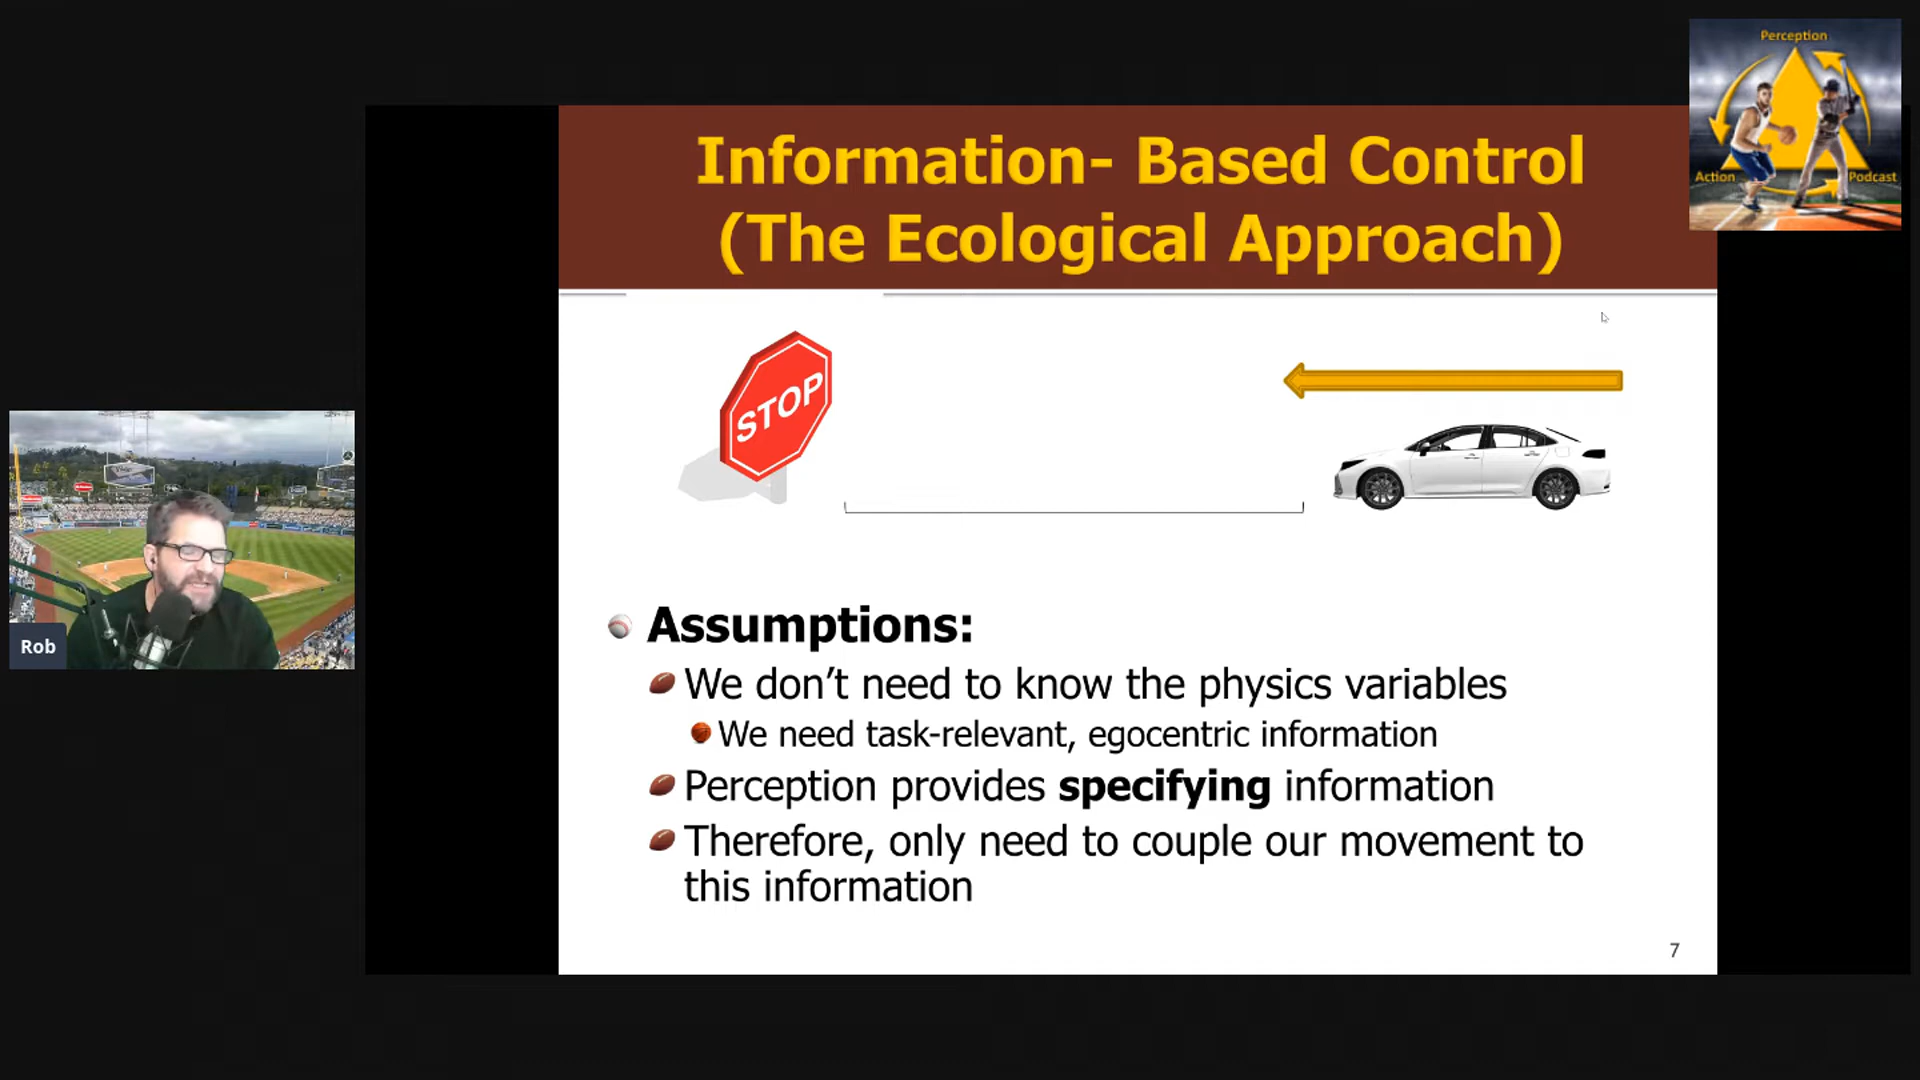 Perception
Action
Podcast
Information- Based Control
(The Ecological Approach)
STOP
Rob
Assumptions:
We don’t need to know the physics variables
We need task-relevant, egocentric information
Perception provides specifying information
Therefore, only need to couple our movement to
this information
7